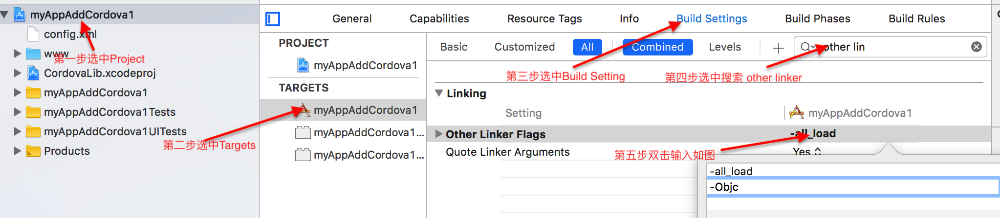 myAppAddCordova1
config.xml
www
第一步选中Project
CordovaLib.xcodeproj
myAppAddCordova1
myAppAddCordova1Tests
myAppAddCordova1UITests
第二步选中Targets
Products
General Capabilities Resource Tags Info Build Settings Build Phases Build Rules
PROJECT
myAppAddCordova1
TARGETS
myAppAddCordova1
myAppAddCordova1...
myAppAddCordova1...
Basic Customized All Combined Levels + other lin
第三步选中Build Setting
第四步选中搜索 other linker
Linking
Setting myAppAddCordova1
Other Linker Flags -all_load
Quote Linker Arguments Yes
第五步双击输入如图
-all_load
-Objc